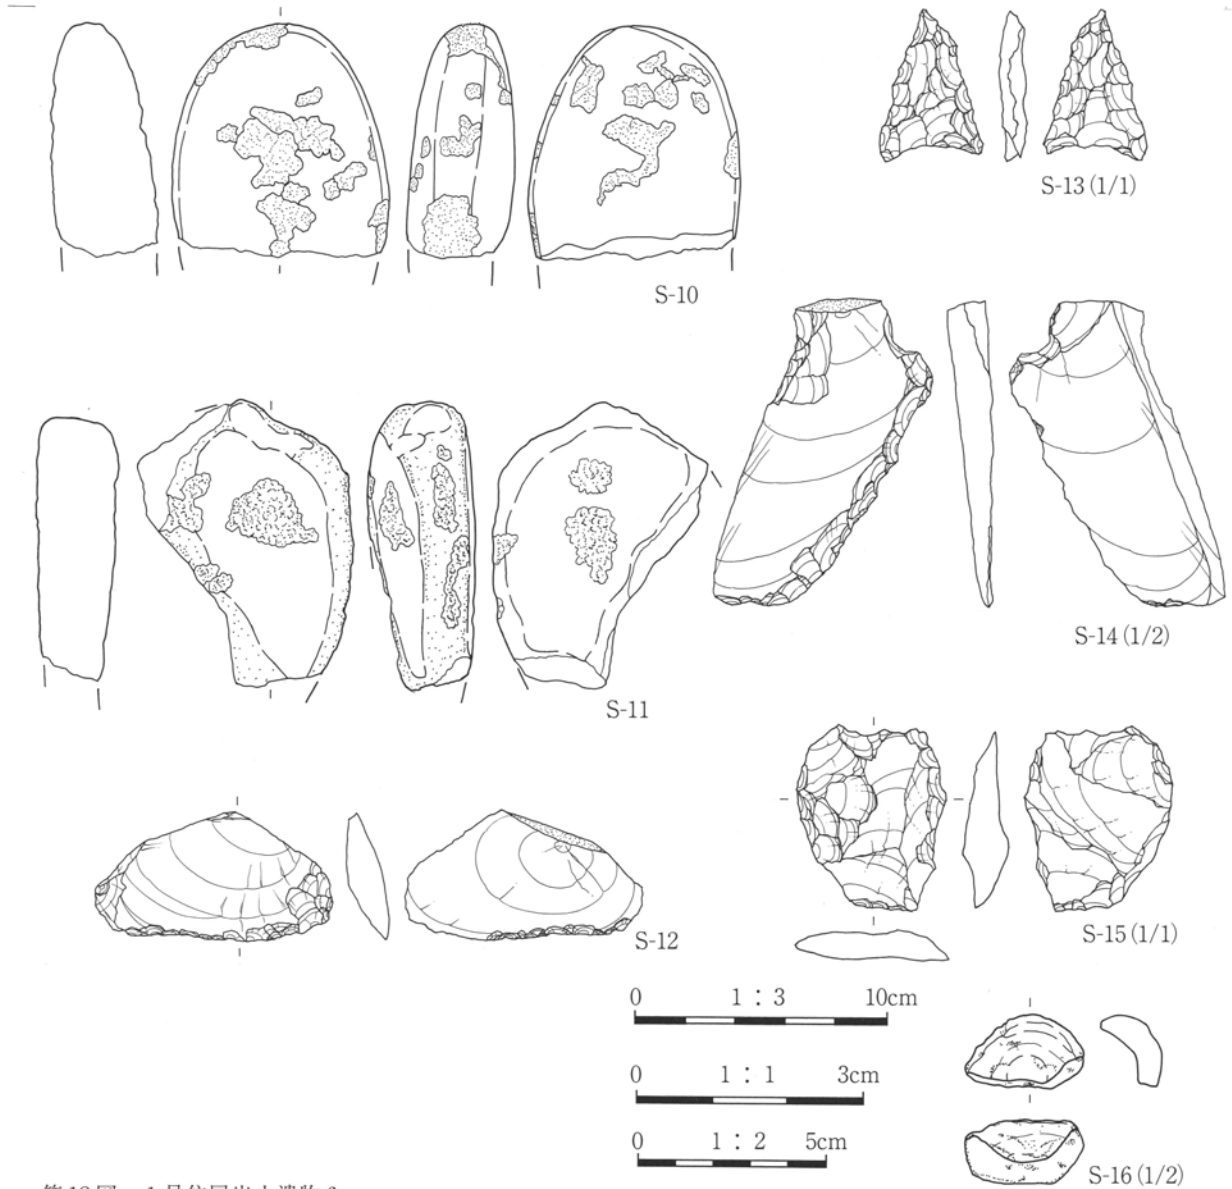 S-13 (1/1)
S-10
S-14 (1/2)
S-11
S-12
S-15 (1/1)
0 1 : 3 10cm
0 1 : 1 3cm
0 1 : 2 5cm
S-16 (1/2)